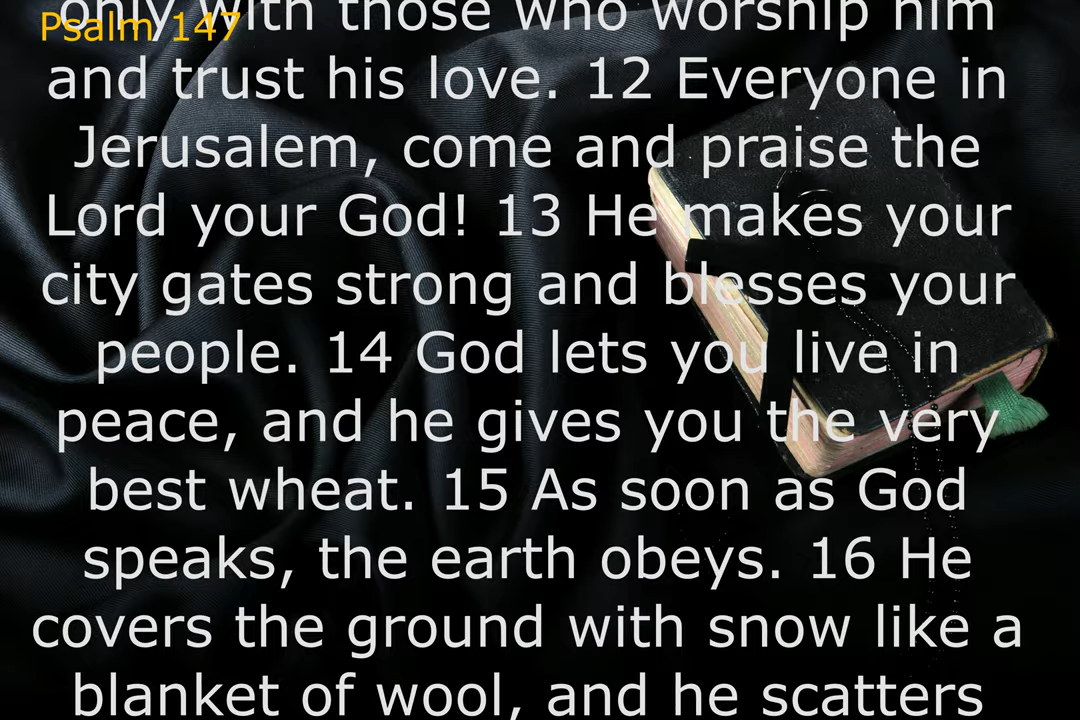 Psalm 147
only with those who worship him
and trust his love. 12 Everyone in
Jerusalem, come and praise the
Lord your God! 13 He makes your
city gates strong and blesses your
people. 14 God lets you live in
peace, and he gives you the very
best wheat. 15 As soon as God
speaks, the earth obeys. 16 He
covers the ground with snow like a
blanket of wool, and he scatters